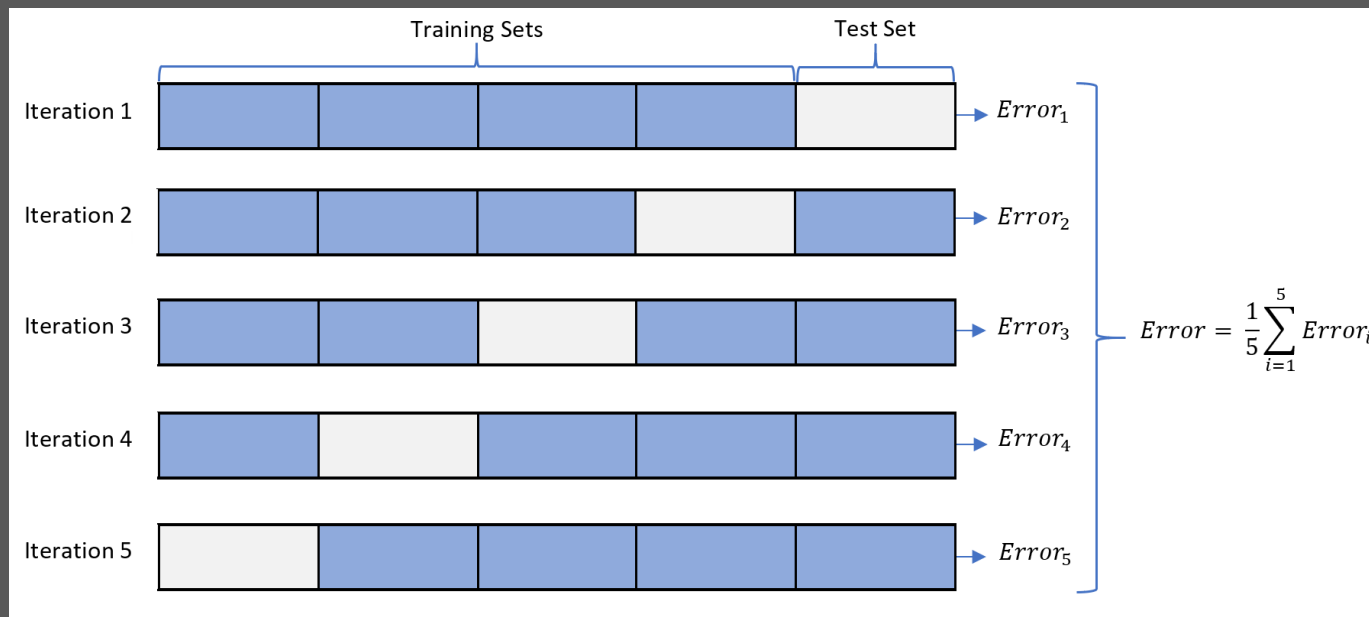 Training Sets
Test Set
Iteration 1
Error₁
Iteration 2
Error₂
Iteration 3
Error₃
Error = 1/5 ∑_{i=1}^{5} Errorᵢ
Iteration 4
Error₄
Iteration 5
Error₅